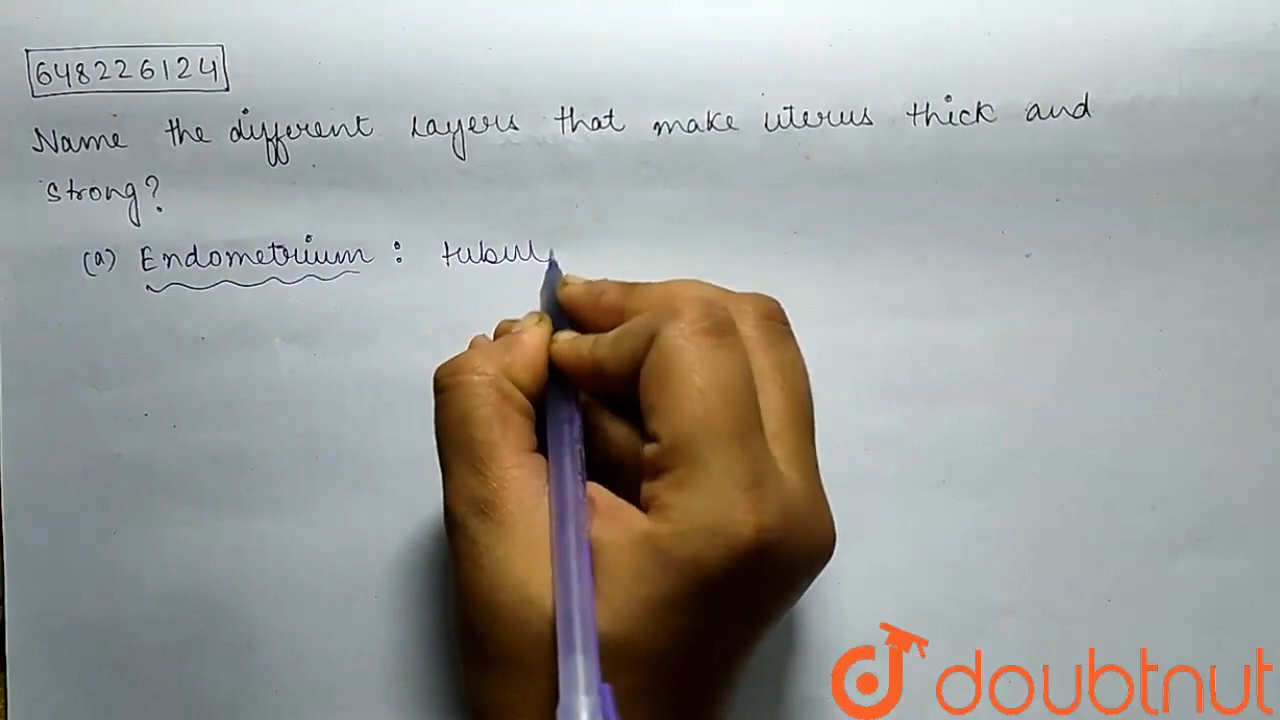 648226124
Name the different layers that make uterus thick and
strong?
(a) Endometrium : tubul
doubtnut